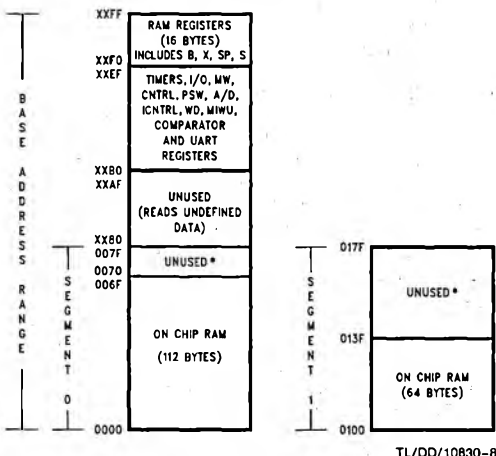 XXFF
RAM REGISTERS
(16 BYTES)
INCLUDES B, X, SP, S
XXF0
XXEF
TIMERS, I/O, MW,
CNTRL, PSW, A/D,
ICNTRL, WD, MIWU,
COMPARATOR
AND UART
REGISTERS
XXB0
XXAF
UNUSED
(READS UNDEFINED
DATA)
XX80
007F
UNUSED*
0070
006F
ON CHIP RAM
(112 BYTES)
0000
BASE ADDRESS RANGE
SEGMENT 0
017F
UNUSED*
013F
ON CHIP RAM
(64 BYTES)
0100
SEGMENT 1
TL/DD/10830-8